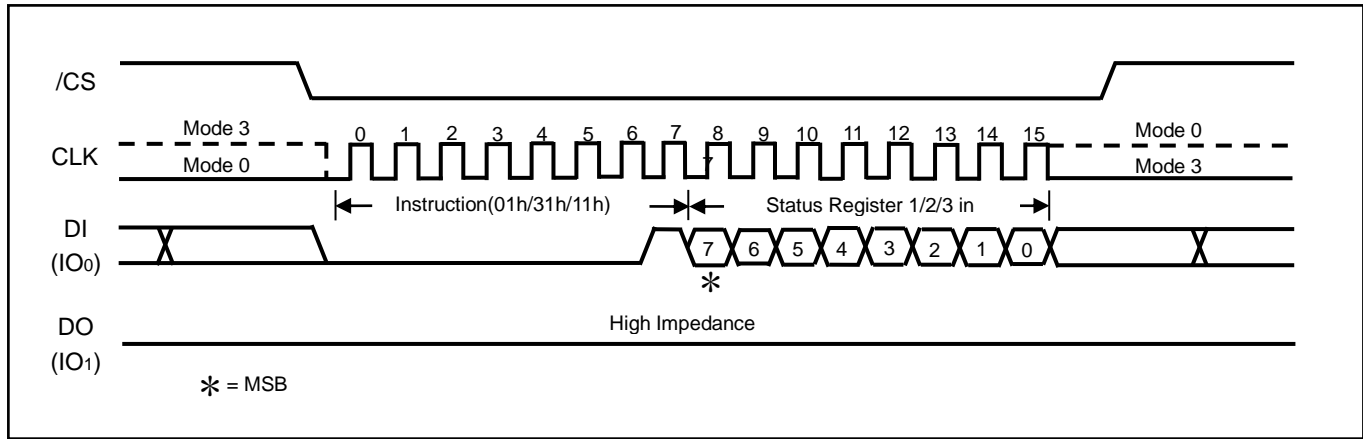 /CS
Mode 3
CLK
Mode 0
0 1 2 3 4 5 6 7 8 9 10 11 12 13 14 15
7
Mode 0
Mode 3
Instruction(01h/31h/11h)
Status Register 1/2/3 in
DI
(IO0)
7 6 5 4 3 2 1 0
*
High Impedance
DO
(IO1)
* = MSB